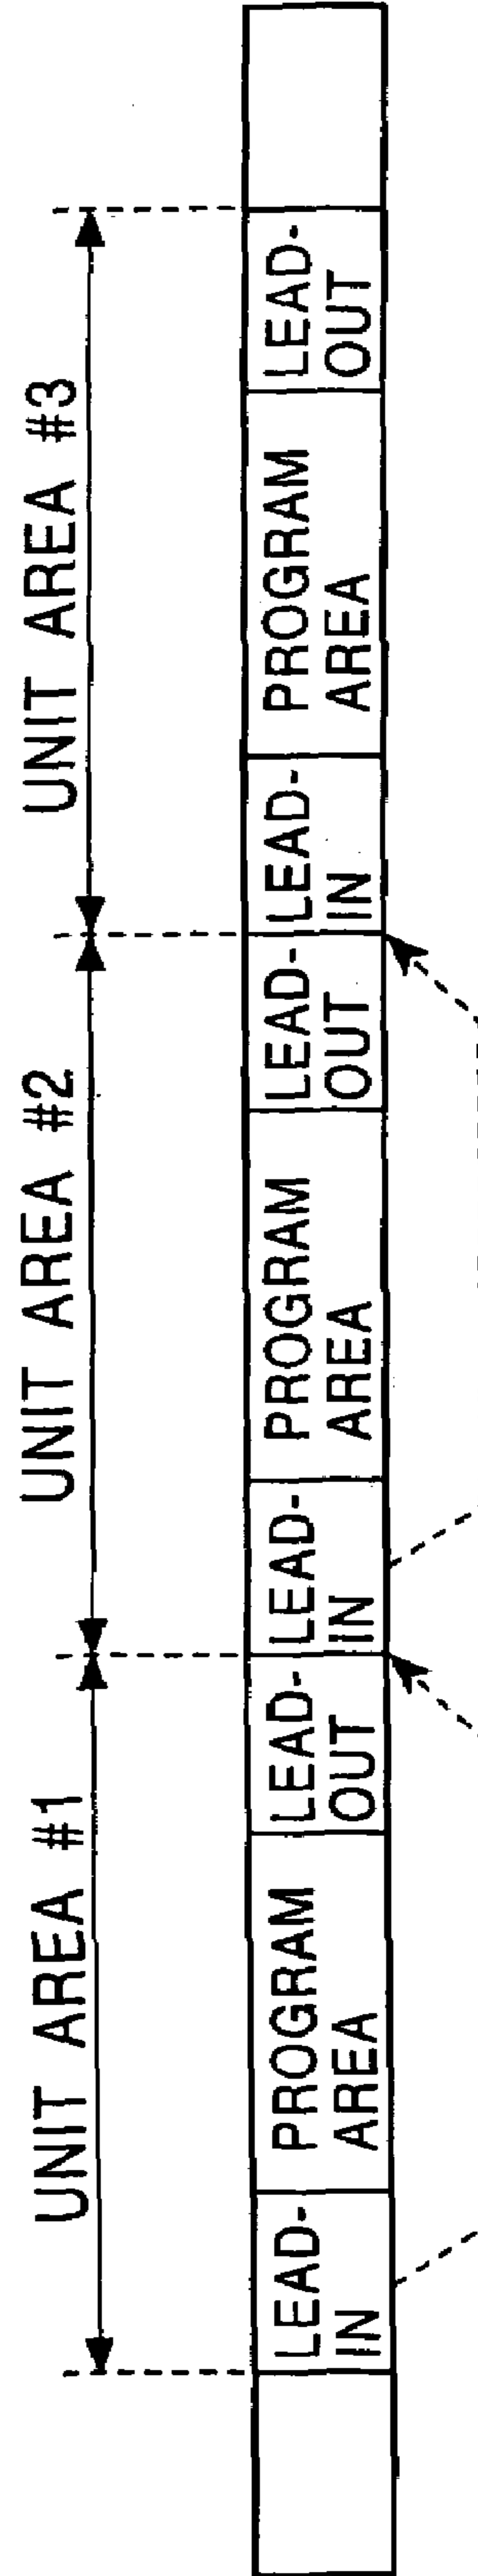 UNIT AREA #1
UNIT AREA #2
UNIT AREA #3
LEAD-
IN
PROGRAM
AREA
LEAD-
OUT
LEAD-
IN
PROGRAM
AREA
LEAD-
OUT
LEAD-
IN
PROGRAM
AREA
LEAD-
OUT